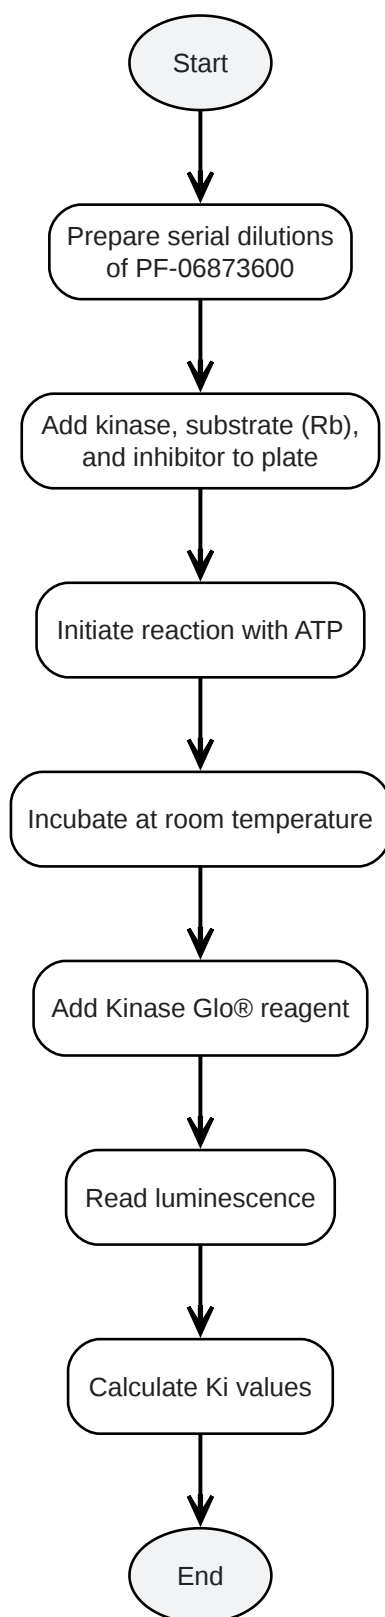 Start
Prepare serial dilutions
of PF-06873600
Add kinase, substrate (Rb),
and inhibitor to plate
Initiate reaction with ATP
Incubate at room temperature
Add Kinase Glo® reagent
Read luminescence
Calculate Ki values
End